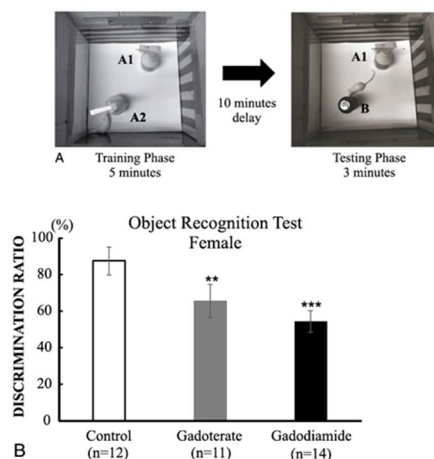 A1
A2
A
Training Phase
5 minutes
10 minutes
delay
A1
B
Testing Phase
3 minutes
Object Recognition Test
Female
(%)
DISCRIMINATION RATIO
100
80
60
40
20
0
**
***
Control
(n=12)
Gadoterate
(n=11)
Gadodiamide
(n=14)
B